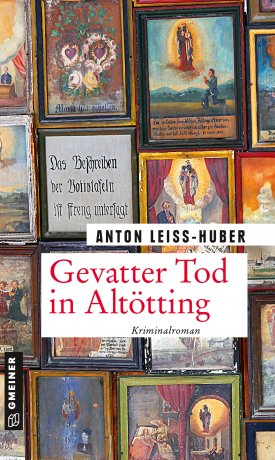 Maria hat geholfen
Das Beschreiben
der Votivtafeln
ist streng untersagt
ANTON LEISS-HUBER
Gevatter Tod
in Altötting
Kriminalroman
GMEINER